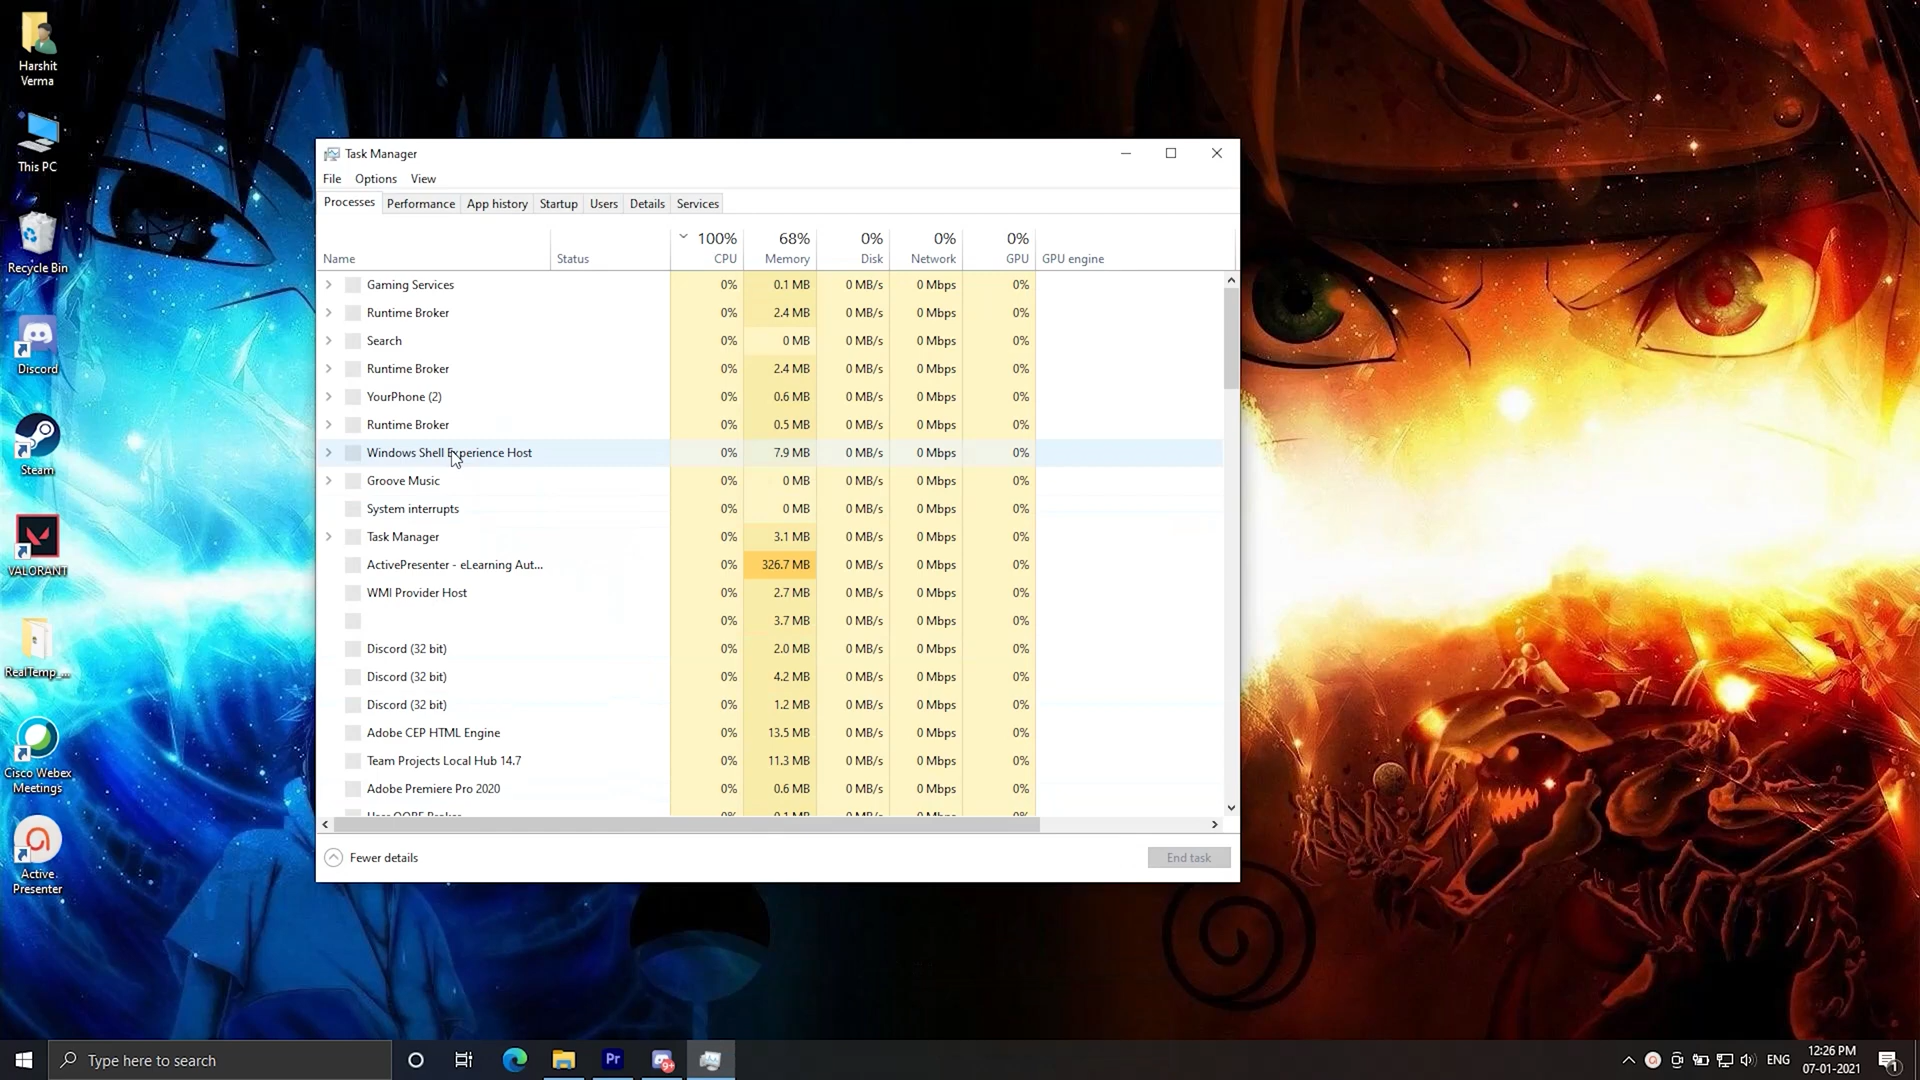 Harshit
Verma
This PC
Recycle Bin
Discord
Steam
VALORANT
RealTemp_...
Cisco Webex
Meetings
Active
Presenter
Task Manager
File Options View
Processes Performance App history Startup Users Details Services
100% 68% 0% 0% 0%
Name Status CPU Memory Disk Network GPU GPU engine
Gaming Services 0% 0.1 MB 0 MB/s 0 Mbps 0%
Runtime Broker 0% 2.4 MB 0 MB/s 0 Mbps 0%
Search 0% 0 MB 0 MB/s 0 Mbps 0%
Runtime Broker 0% 2.4 MB 0 MB/s 0 Mbps 0%
YourPhone (2) 0% 0.6 MB 0 MB/s 0 Mbps 0%
Runtime Broker 0% 0.5 MB 0 MB/s 0 Mbps 0%
Windows Shell Experience Host 0% 7.9 MB 0 MB/s 0 Mbps 0%
Groove Music 0% 0 MB 0 MB/s 0 Mbps 0%
System interrupts 0% 0 MB 0 MB/s 0 Mbps 0%
Task Manager 0% 3.1 MB 0 MB/s 0 Mbps 0%
ActivePresenter - eLearning Aut... 0% 326.7 MB 0 MB/s 0 Mbps 0%
WMI Provider Host 0% 2.7 MB 0 MB/s 0 Mbps 0%
0% 3.7 MB 0 MB/s 0 Mbps 0%
Discord (32 bit) 0% 2.0 MB 0 MB/s 0 Mbps 0%
Discord (32 bit) 0% 4.2 MB 0 MB/s 0 Mbps 0%
Discord (32 bit) 0% 1.2 MB 0 MB/s 0 Mbps 0%
Adobe CEP HTML Engine 0% 13.5 MB 0 MB/s 0 Mbps 0%
Team Projects Local Hub 14.7 0% 11.3 MB 0 MB/s 0 Mbps 0%
Adobe Premiere Pro 2020 0% 0.6 MB 0 MB/s 0 Mbps 0%
Fewer details End task
Type here to search
Pr
9+
ENG
12:26 PM
07-01-2021
1